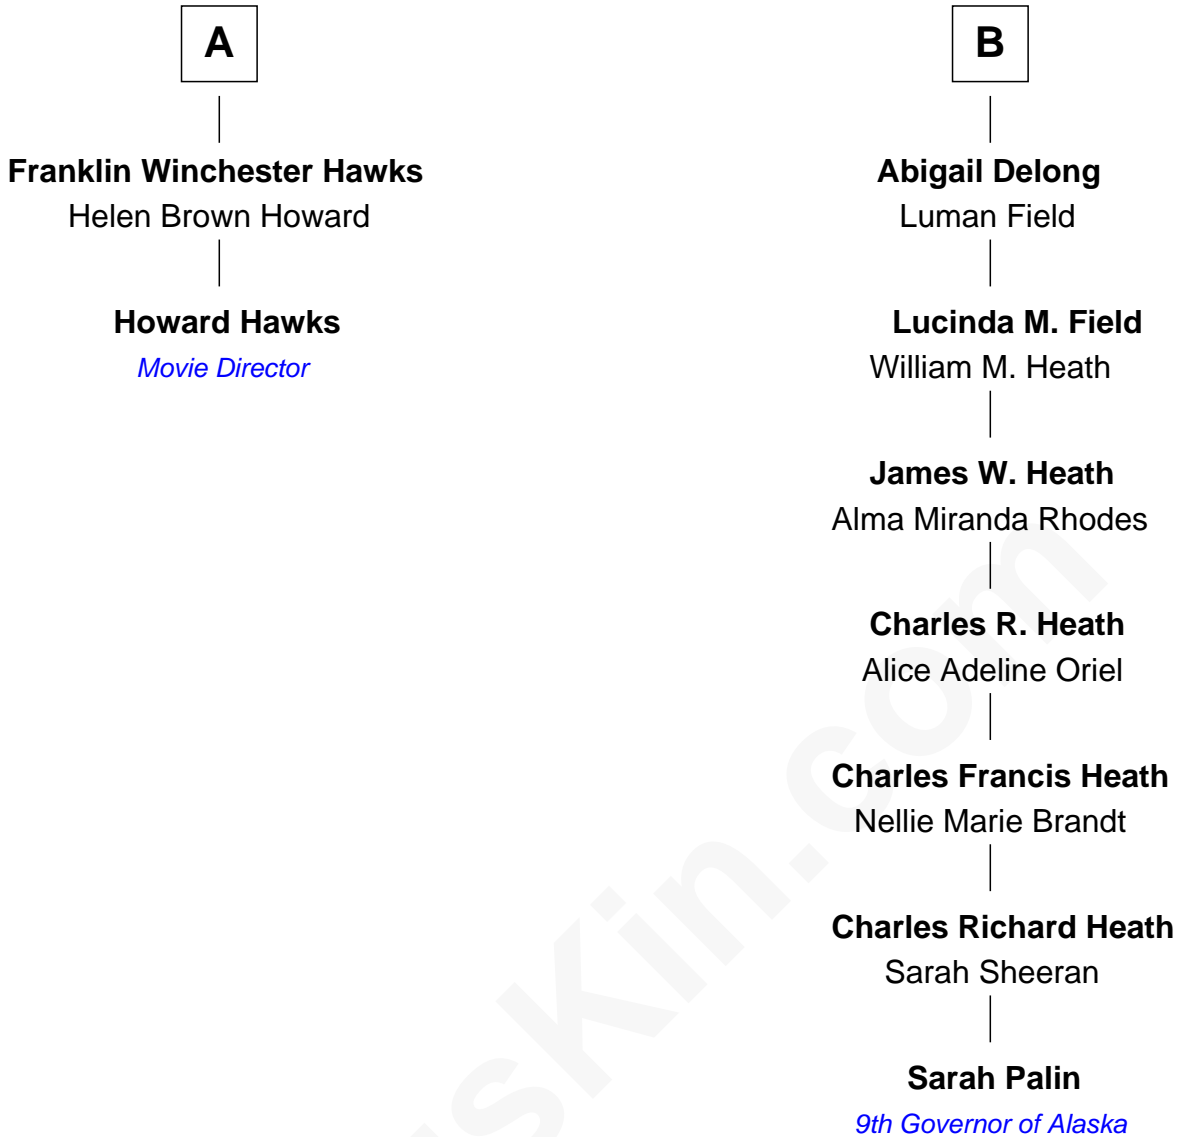 A
Franklin Winchester Hawks
Helen Brown Howard
Howard Hawks
Movie Director
B
Abigail Delong
Luman Field
Lucinda M. Field
William M. Heath
James W. Heath
Alma Miranda Rhodes
Charles R. Heath
Alice Adeline Oriel
Charles Francis Heath
Nellie Marie Brandt
Charles Richard Heath
Sarah Sheeran
Sarah Palin
9th Governor of Alaska
sKin.com